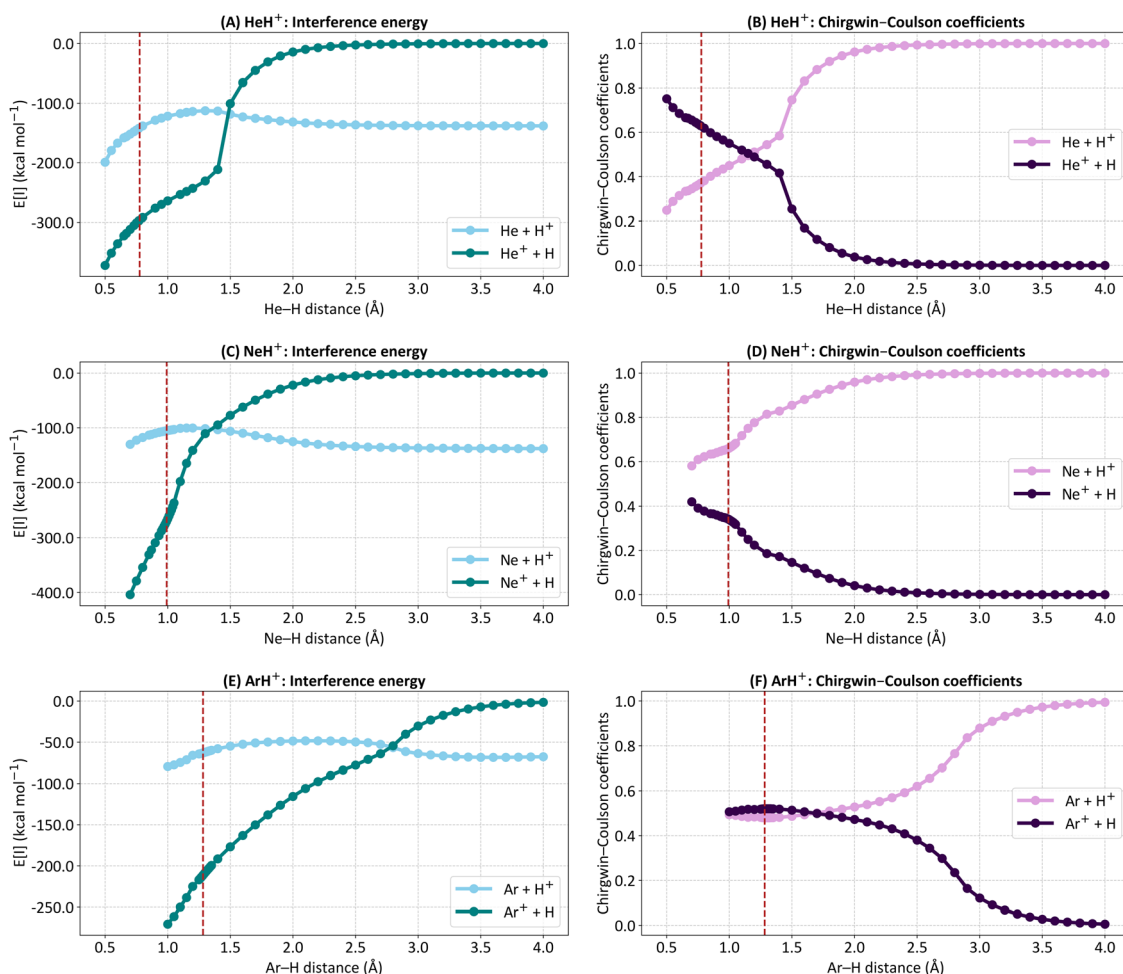 (A) HeH⁺: Interference energy
E[I] (kcal mol⁻¹)
0.0
-100.0
-200.0
-300.0
He + H⁺
He⁺ + H
0.5 1.0 1.5 2.0 2.5 3.0 3.5 4.0
He–H distance (Å)
(B) HeH⁺: Chirgwin–Coulson coefficients
Chirgwin–Coulson coefficients
1.0
0.8
0.6
0.4
0.2
0.0
He + H⁺
He⁺ + H
0.5 1.0 1.5 2.0 2.5 3.0 3.5 4.0
He–H distance (Å)
(C) NeH⁺: Interference energy
E[I] (kcal mol⁻¹)
0.0
-100.0
-200.0
-300.0
-400.0
Ne + H⁺
Ne⁺ + H
0.5 1.0 1.5 2.0 2.5 3.0 3.5 4.0
Ne–H distance (Å)
(D) NeH⁺: Chirgwin–Coulson coefficients
Chirgwin–Coulson coefficients
1.0
0.8
0.6
0.4
0.2
0.0
Ne + H⁺
Ne⁺ + H
0.5 1.0 1.5 2.0 2.5 3.0 3.5 4.0
Ne–H distance (Å)
(E) ArH⁺: Interference energy
E[I] (kcal mol⁻¹)
0.0
-50.0
-100.0
-150.0
-200.0
-250.0
Ar + H⁺
Ar⁺ + H
0.5 1.0 1.5 2.0 2.5 3.0 3.5 4.0
Ar–H distance (Å)
(F) ArH⁺: Chirgwin–Coulson coefficients
Chirgwin–Coulson coefficients
1.0
0.8
0.6
0.4
0.2
0.0
Ar + H⁺
Ar⁺ + H
0.5 1.0 1.5 2.0 2.5 3.0 3.5 4.0
Ar–H distance (Å)